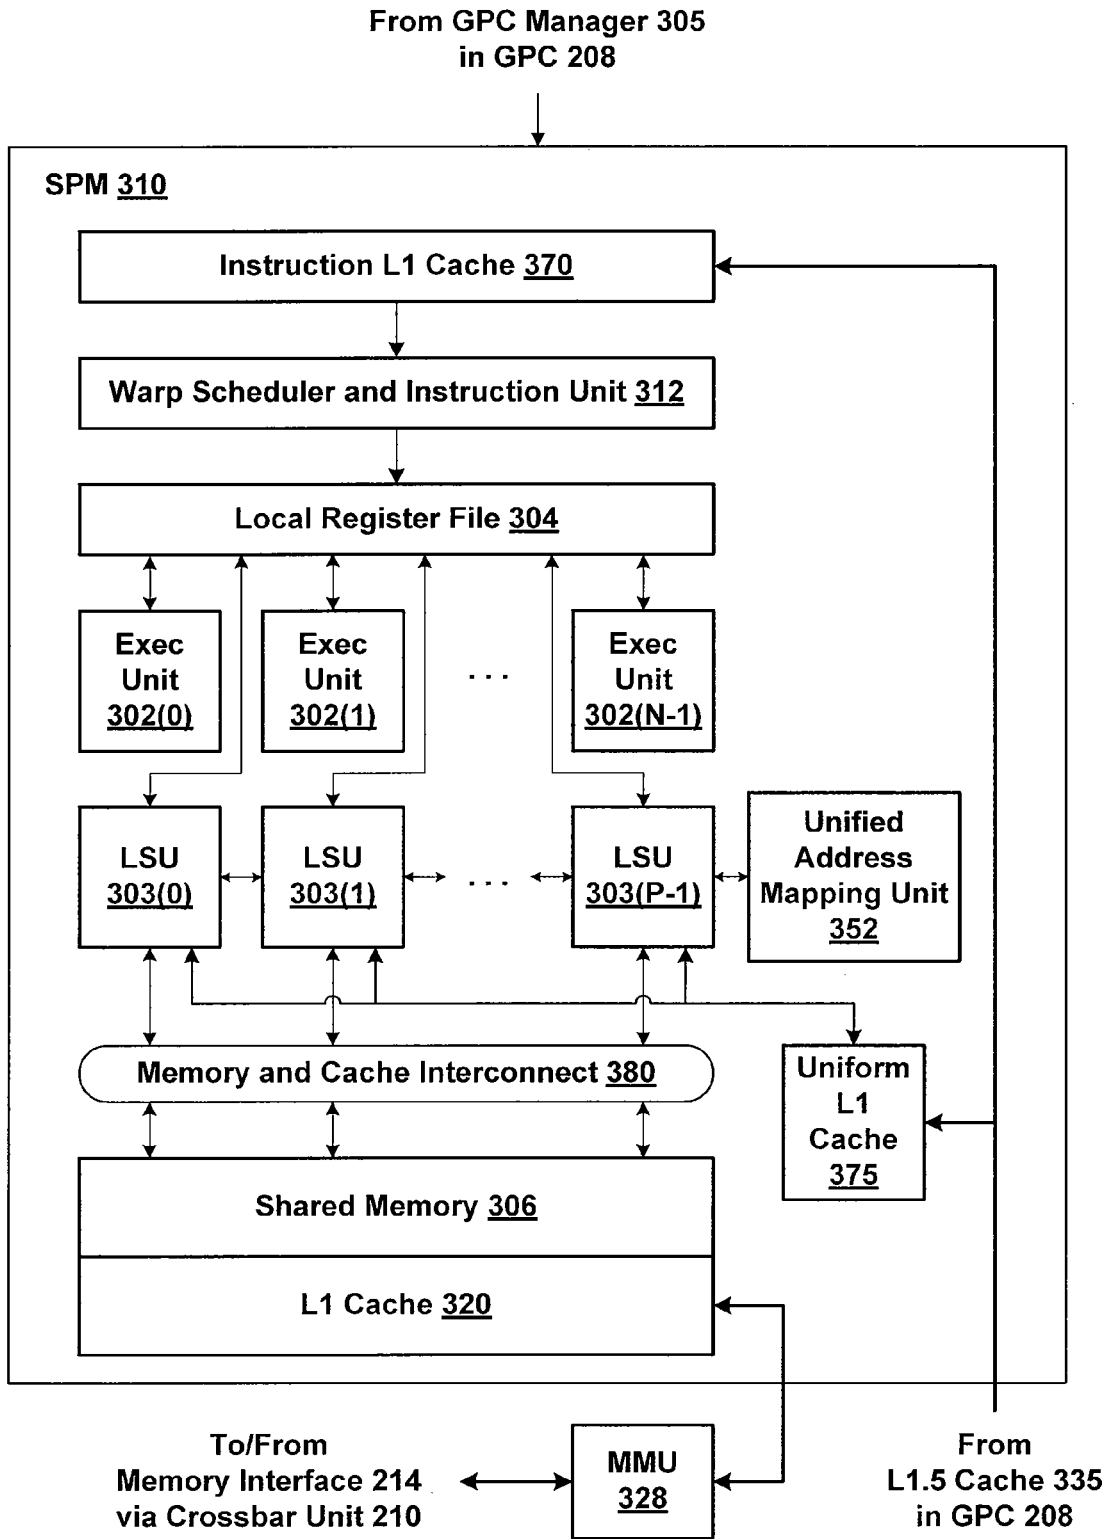 From GPC Manager 305
in GPC 208
SPM 310
Instruction L1 Cache 370
Warp Scheduler and Instruction Unit 312
Local Register File 304
Exec
Unit
302(0)
Exec
Unit
302(1)
. . .
Exec
Unit
302(N-1)
LSU
303(0)
LSU
303(1)
. . .
LSU
303(P-1)
Unified
Address
Mapping Unit
352
Memory and Cache Interconnect 380
Uniform
L1
Cache
375
Shared Memory 306
L1 Cache 320
To/From
Memory Interface 214
via Crossbar Unit 210
MMU
328
From
L1.5 Cache 335
in GPC 208